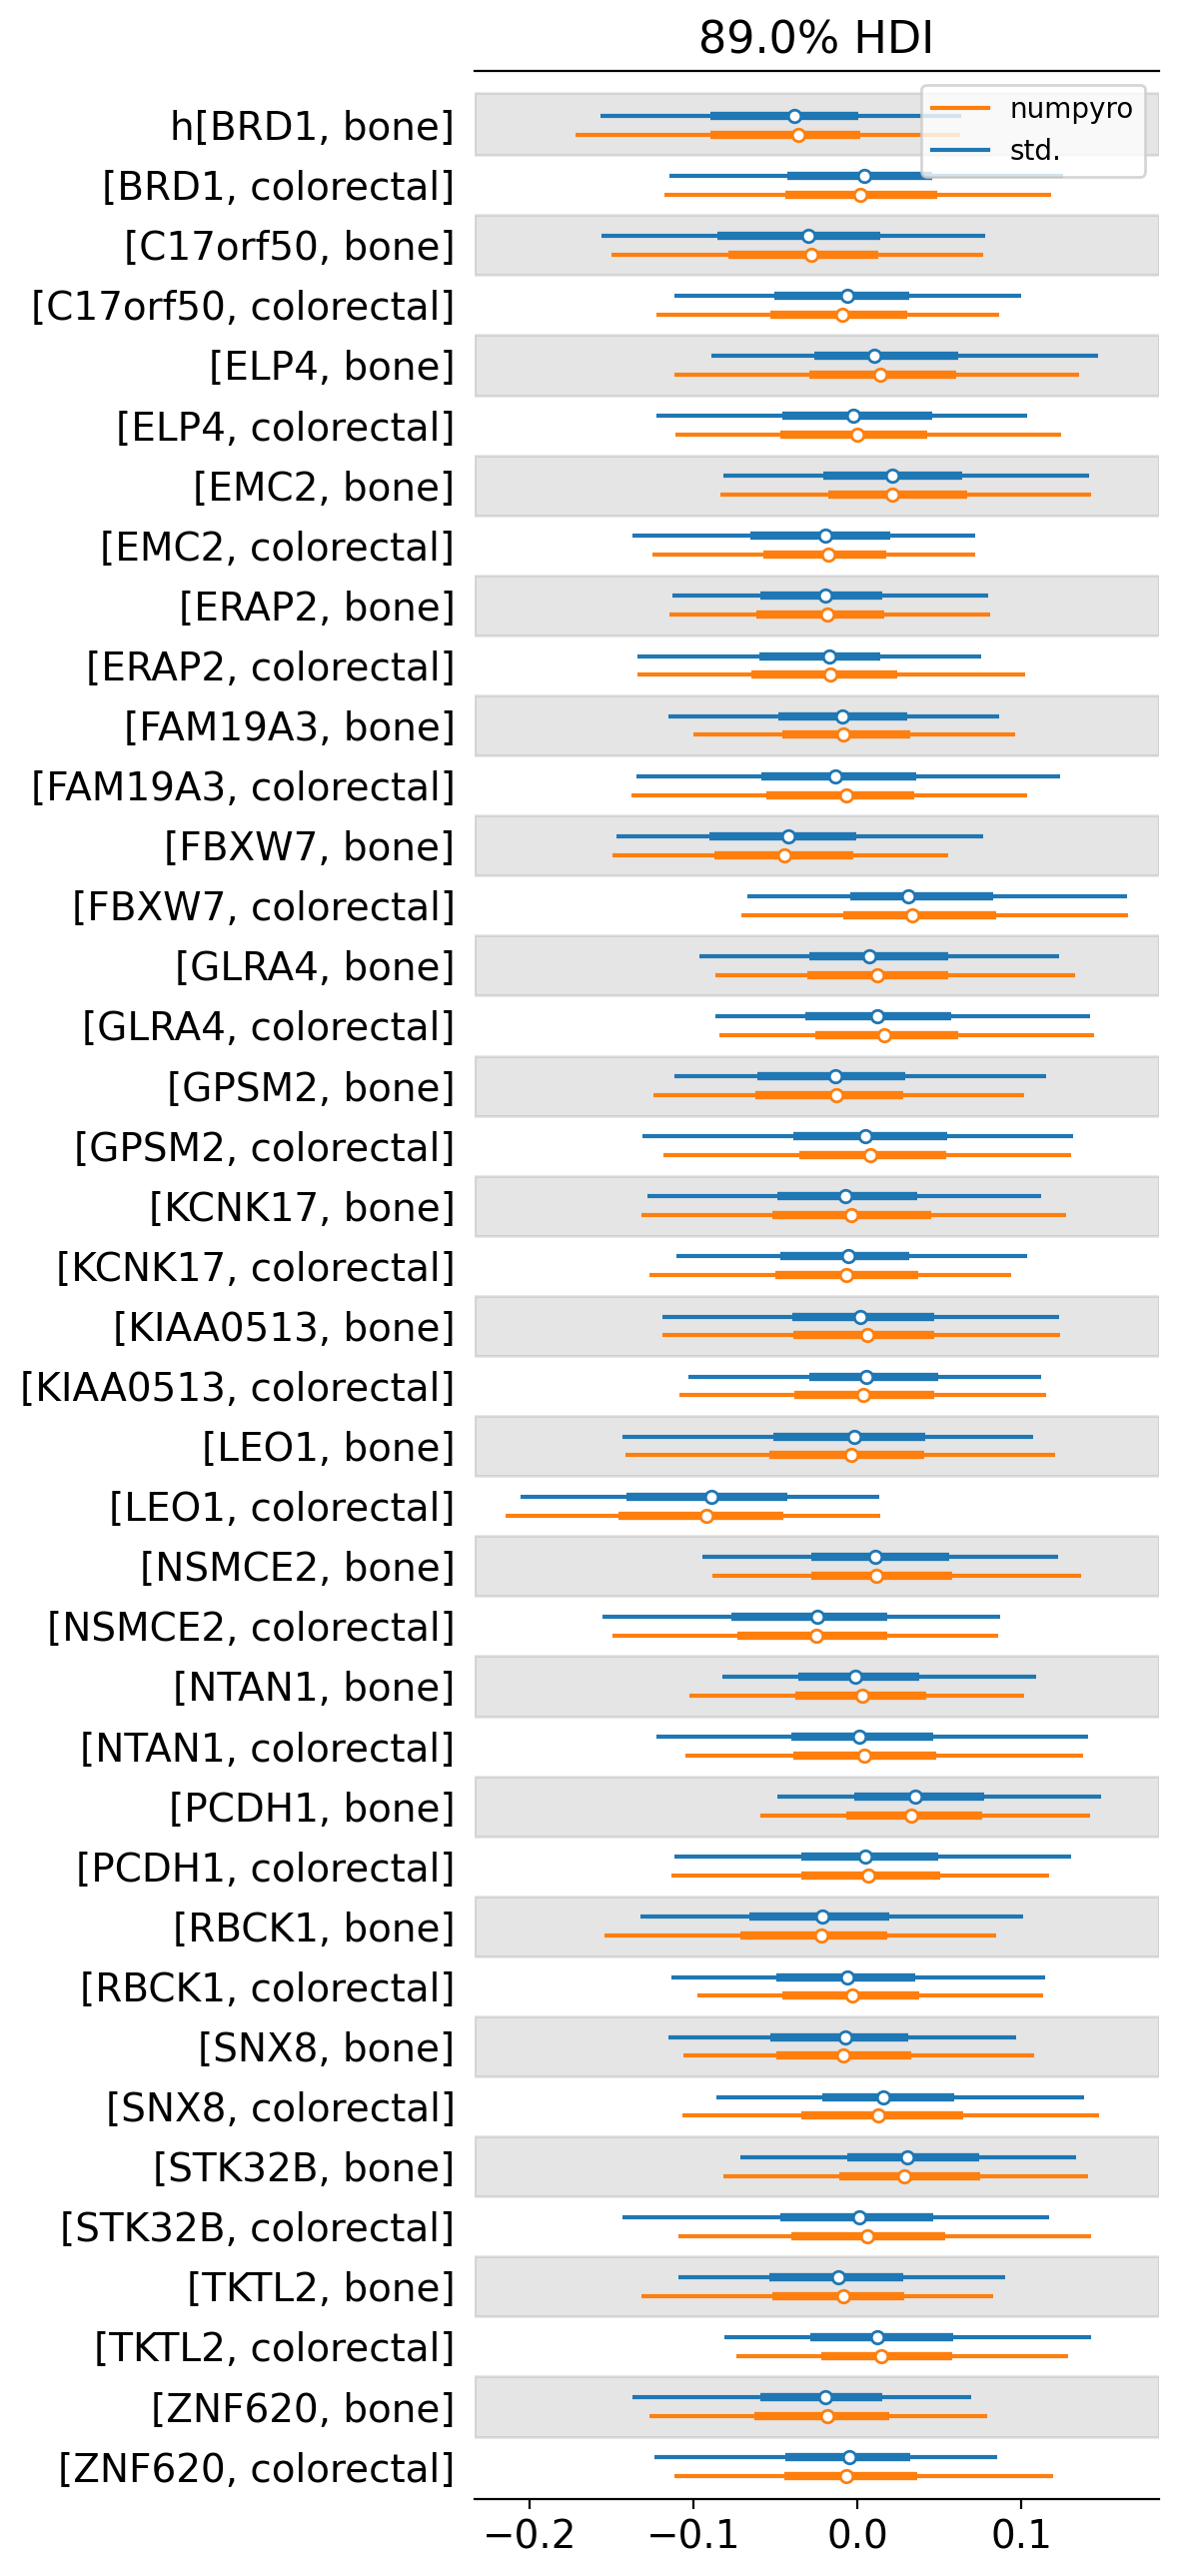 89.0% HDI
numpyro
std.
h[BRD1, bone]
[BRD1, colorectal]
[C17orf50, bone]
[C17orf50, colorectal]
[ELP4, bone]
[ELP4, colorectal]
[EMC2, bone]
[EMC2, colorectal]
[ERAP2, bone]
[ERAP2, colorectal]
[FAM19A3, bone]
[FAM19A3, colorectal]
[FBXW7, bone]
[FBXW7, colorectal]
[GLRA4, bone]
[GLRA4, colorectal]
[GPSM2, bone]
[GPSM2, colorectal]
[KCNK17, bone]
[KCNK17, colorectal]
[KIAA0513, bone]
[KIAA0513, colorectal]
[LEO1, bone]
[LEO1, colorectal]
[NSMCE2, bone]
[NSMCE2, colorectal]
[NTAN1, bone]
[NTAN1, colorectal]
[PCDH1, bone]
[PCDH1, colorectal]
[RBCK1, bone]
[RBCK1, colorectal]
[SNX8, bone]
[SNX8, colorectal]
[STK32B, bone]
[STK32B, colorectal]
[TKTL2, bone]
[TKTL2, colorectal]
[ZNF620, bone]
[ZNF620, colorectal]
−0.2 −0.1 0.0 0.1